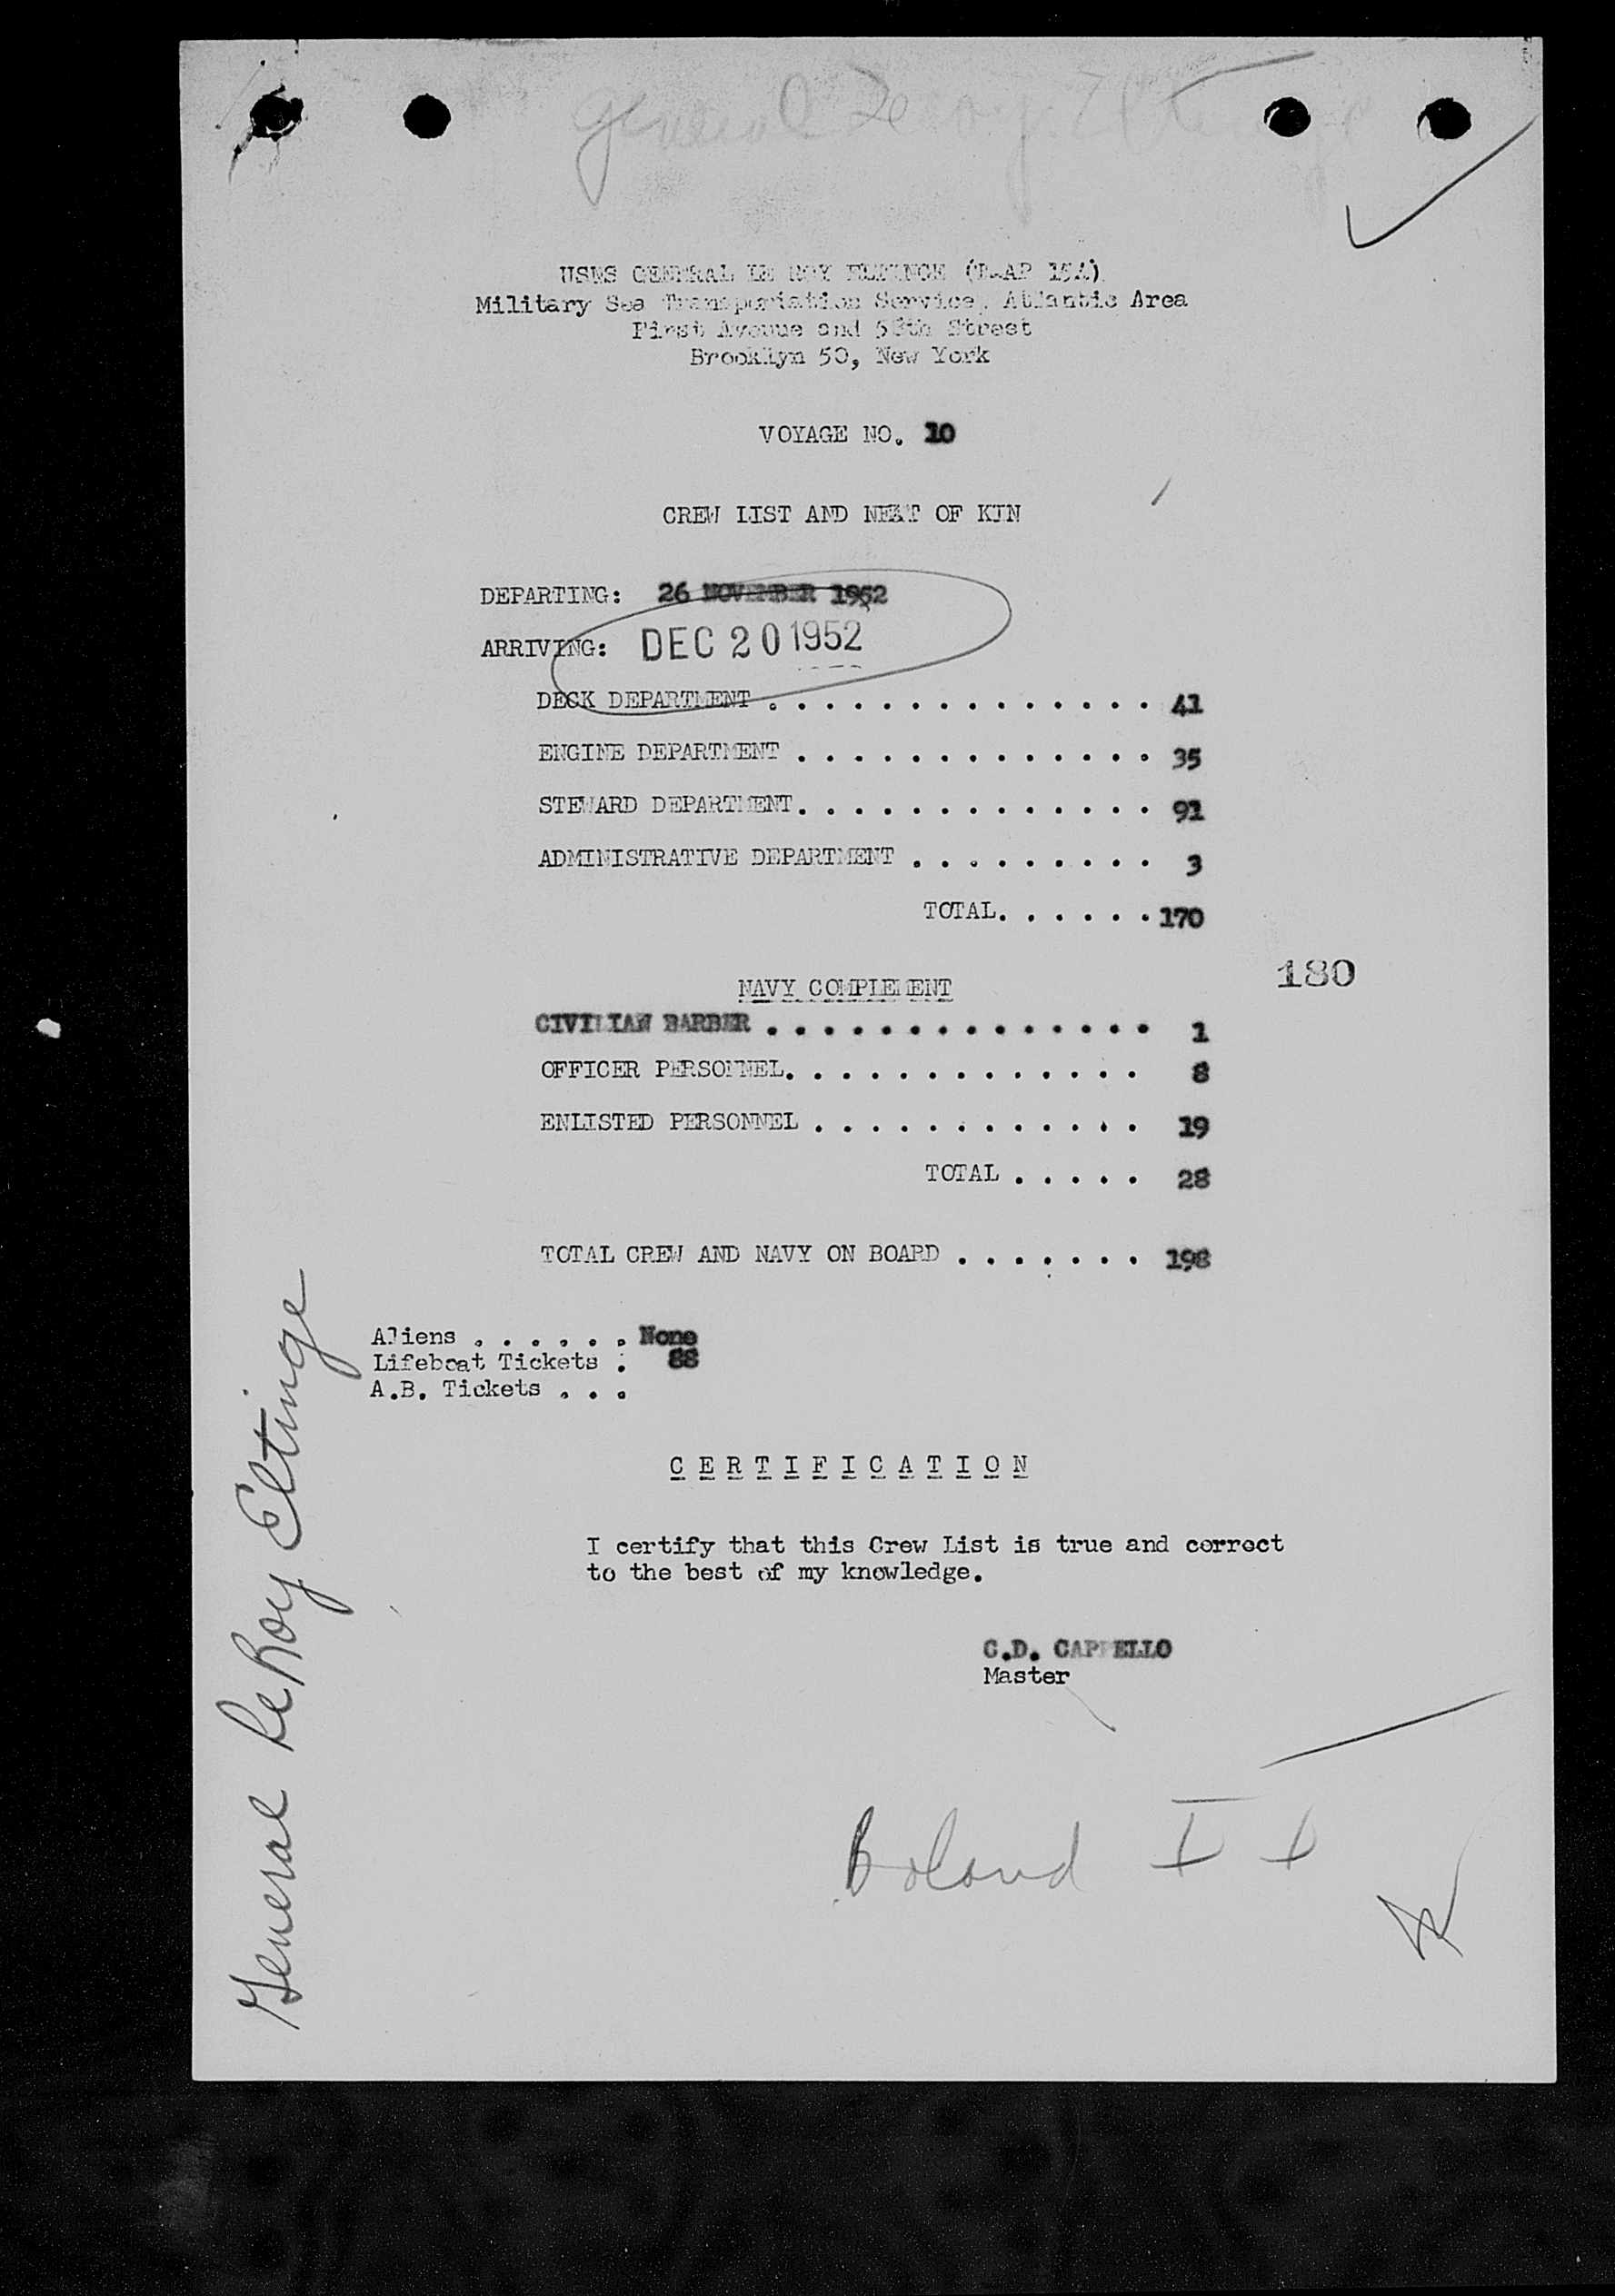 General LeRoy Eltinge
USNS GENERAL LE ROY ELTINGE (T-AP 154)
Military Sea Transportation Service, Atlantic Area
First Avenue and 58th Street
Brooklyn 50, New York
VOYAGE NO. 10
CREW LIST AND NEXT OF KIN
DEPARTING: 26 NOVEMBER 1952
ARRIVING: DEC 20 1952
DECK DEPARTMENT . . . . . . . . . . . . . . 41
ENGINE DEPARTMENT . . . . . . . . . . . . . 35
STEWARD DEPARTMENT. . . . . . . . . . . . . 91
ADMINISTRATIVE DEPARTMENT . . . . . . . . . 3
TOTAL. . . . . . 170
180
NAVY COMPLEMENT
CIVILIAN BARBER . . . . . . . . . . . . . . 1
OFFICER PERSONNEL. . . . . . . . . . . . . 8
ENLISTED PERSONNEL . . . . . . . . . . . . 19
TOTAL . . . . . 28
TOTAL CREW AND NAVY ON BOARD . . . . . . . 198
Aliens . . . . . . None
Lifeboat Tickets . 88
A.B. Tickets . . .
CERTIFICATION
I certify that this Crew List is true and correct
to the best of my knowledge.
C.D. CAPPELLO
Master
General LeRoy Eltinge
Boland I I